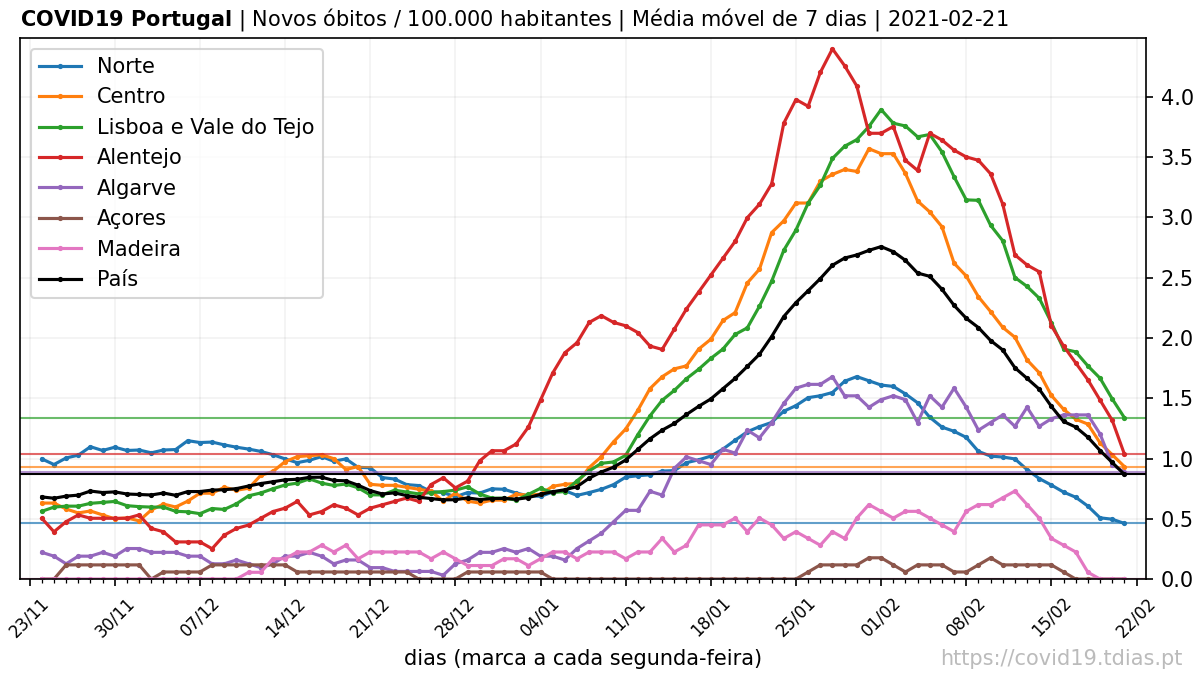 COVID19 Portugal | Novos óbitos / 100.000 habitantes | Média móvel de 7 dias | 2021-02-21
Norte
Centro
Lisboa e Vale do Tejo
Alentejo
Algarve
Açores
Madeira
País
4.0
3.5
3.0
2.5
2.0
1.5
1.0
0.5
0.0
23/11 30/11 07/12 14/12 21/12 28/12 04/01 11/01 18/01 25/01 01/02 08/02 15/02 22/02
dias (marca a cada segunda-feira)
https://covid19.tdias.pt